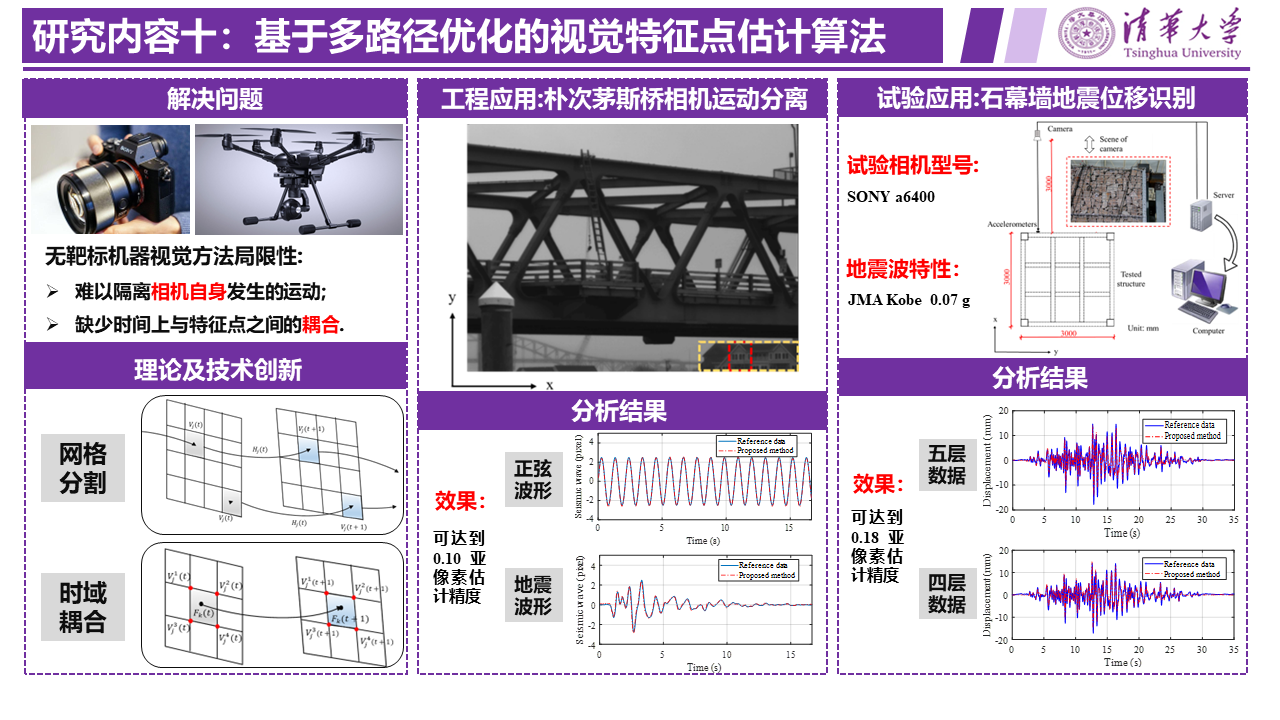 研究内容十：基于多路径优化的视觉特征点估计算法
清华大学
Tsinghua University
解决问题
无靶标机器视觉方法局限性:
➢ 难以隔离相机自身发生的运动;
➢ 缺少时间上与特征点之间的耦合.
理论及技术创新
网格
分割
V_j(t)
V_j(t+1)
H_j(t)
V_j(t)
H_j(t)
V_j(t+1)
时域
耦合
V_j^1(t)
V_j^2(t)
F_k(t)
V_j^3(t)
V_j^4(t)
V_j^1(t+1)
V_j^2(t+1)
F_k(t+1)
V_j^3(t+1)
V_j^4(t+1)
工程应用:朴次茅斯桥相机运动分离
y
x
分析结果
效果：
可达到
0.10 亚
像素估
计精度
正弦
波形
Seismic wave (pixel)
4
2
0
-2
-4
Reference data
Proposed method
0 5 10 15
Time (s)
地震
波形
Seismic wave (pixel)
4
2
0
-2
-4
Reference data
Proposed method
0 5 10 15
Time (s)
试验应用:石幕墙地震位移识别
试验相机型号:
SONY a6400
地震波特性：
JMA Kobe 0.07 g
Camera
Scene of
camera
3000
Server
Accelerometers
3000
Tested
structure
3000
Unit: mm
Computer
x
y
分析结果
效果：
可达到
0.18 亚
像素估
计精度
五层
数据
Displacement (mm)
20
10
0
-10
-20
Reference data
Proposed method
0 5 10 15 20 25 30 35
Time (s)
四层
数据
Displacement (mm)
20
10
0
-10
-20
Reference data
Proposed method
0 5 10 15 20 25 30 35
Time (s)